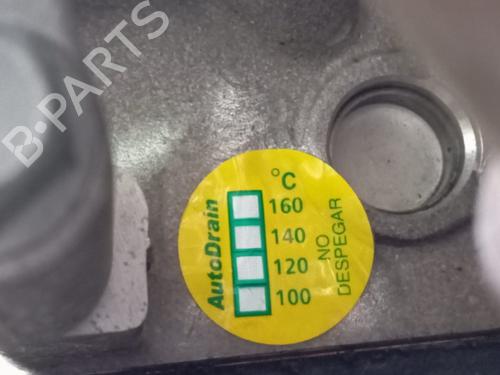 B-PARTS
°C
160
140
120
100
AutoDrain
NO
DESPEGAR